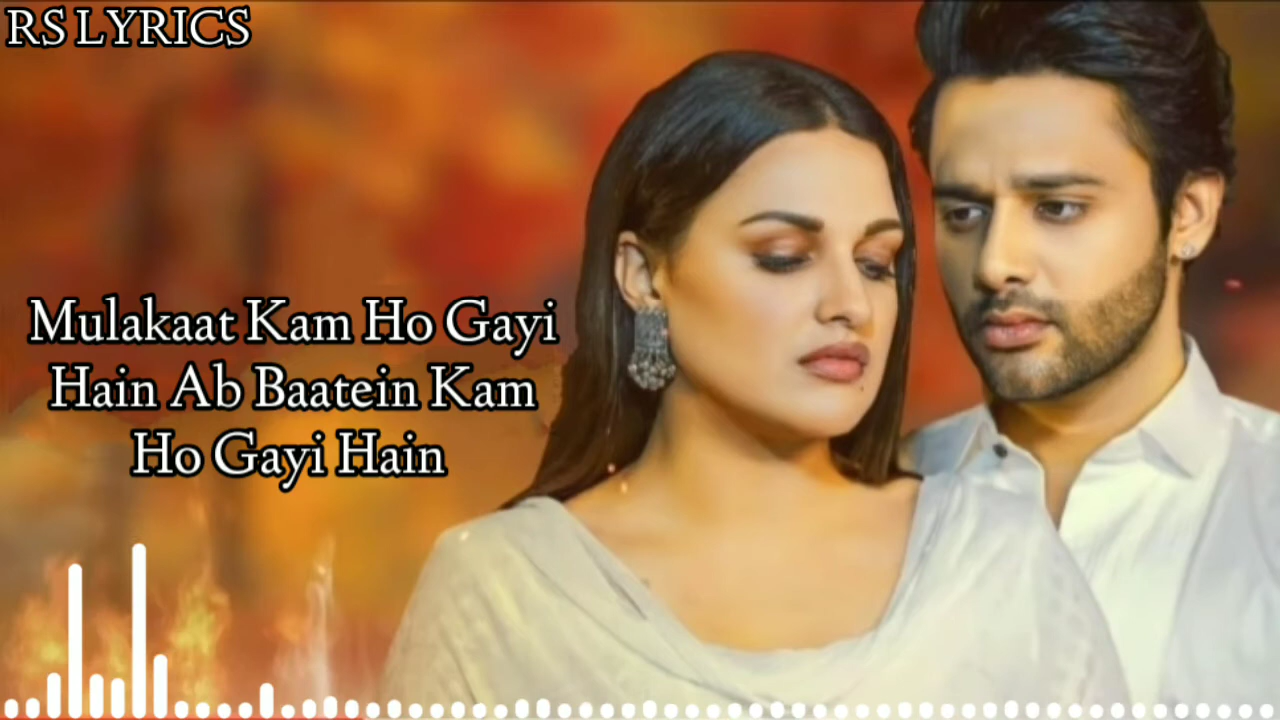 RS LYRICS
Mulakaat Kam Ho Gayi
Hain Ab Baatein Kam
Ho Gayi Hain